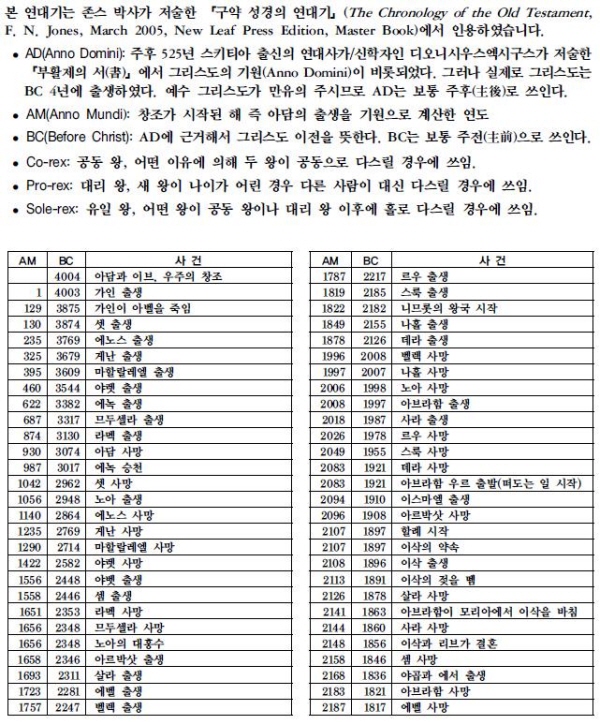 본 연대기는 존스 박사가 저술한 『구약 성경의 연대기』(The Chronology of the Old Testament,
F. N. Jones, March 2005, New Leaf Press Edition, Master Book)에서 인용하였습니다.
• AD(Anno Domini): 주후 525년 스키티아 출신의 연대사가/신학자인 디오니시우스엑시구스가 저술한
『부활제의 서(書)』에서 그리스도의 기원(Anno Domini)이 비롯되었다. 그러나 실제로 그리스도는
BC 4년에 출생하였다. 예수 그리스도가 만유의 주시므로 AD는 보통 주후(主後)로 쓰인다.
• AM(Anno Mundi): 창조가 시작된 해 즉 아담의 출생을 기원으로 계산한 연도
• BC(Before Christ): AD에 근거해서 그리스도 이전을 뜻한다. BC는 보통 주전(主前)으로 쓰인다.
• Co-rex: 공동 왕, 어떤 이유에 의해 두 왕이 공동으로 다스릴 경우에 쓰임.
• Pro-rex: 대리 왕, 새 왕이 나이가 어린 경우 다른 사람이 대신 다스릴 경우에 쓰임.
• Sole-rex: 유일 왕, 어떤 왕이 공동 왕이나 대리 왕 이후에 홀로 다스릴 경우에 쓰임.
AM BC 사 건
4004 아담과 이브, 우주의 창조
1 4003 가인 출생
129 3875 가인이 아벨을 죽임
130 3874 셋 출생
235 3769 에노스 출생
325 3679 게난 출생
395 3609 마할랄레엘 출생
460 3544 야렛 출생
622 3382 에녹 출생
687 3317 므두셀라 출생
874 3130 라멕 출생
930 3074 아담 사망
987 3017 에녹 승천
1042 2962 셋 사망
1056 2948 노아 출생
1140 2864 에노스 사망
1235 2769 게난 사망
1290 2714 마할랄레엘 사망
1422 2582 야렛 사망
1556 2448 야벳 출생
1558 2446 셈 출생
1651 2353 라멕 사망
1656 2348 므두셀라 사망
1656 2348 노아의 대홍수
1658 2346 아르박삿 출생
1693 2311 살라 출생
1723 2281 에벨 출생
1757 2247 벨렉 출생
AM BC 사 건
1787 2217 르우 출생
1819 2185 스룩 출생
1822 2182 니므롯의 왕국 시작
1849 2155 나홀 출생
1878 2126 데라 출생
1996 2008 벨렉 사망
1997 2007 나홀 사망
2006 1998 노아 사망
2008 1997 아브라함 출생
2018 1987 사라 출생
2026 1978 르우 사망
2049 1955 스룩 사망
2083 1921 데라 사망
2083 1921 아브라함 우르 출발(떠도는 일 시작)
2094 1910 이스마엘 출생
2096 1908 아르박삿 사망
2107 1897 할례 시작
2107 1897 이삭의 약속
2108 1896 이삭 출생
2113 1891 이삭의 젖을 뗌
2126 1878 살라 사망
2141 1863 아브라함이 모리아에서 이삭을 바침
2144 1860 사라 사망
2148 1856 이삭과 리브가 결혼
2158 1846 셈 사망
2168 1836 야곱과 에서 출생
2183 1821 아브라함 사망
2187 1817 에벨 사망